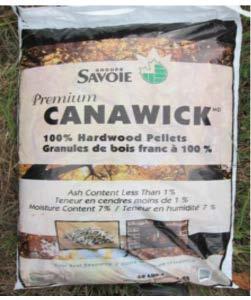 GROUPE
SAVOIE
Premium
CANAWICK MD
100% Hardwood Pellets
Granules de bois franc à 100 %
Ash Content Less Than 1%
Teneur en cendres moins de 1 %
Moisture Content 7% / Teneur en humidité 7 %